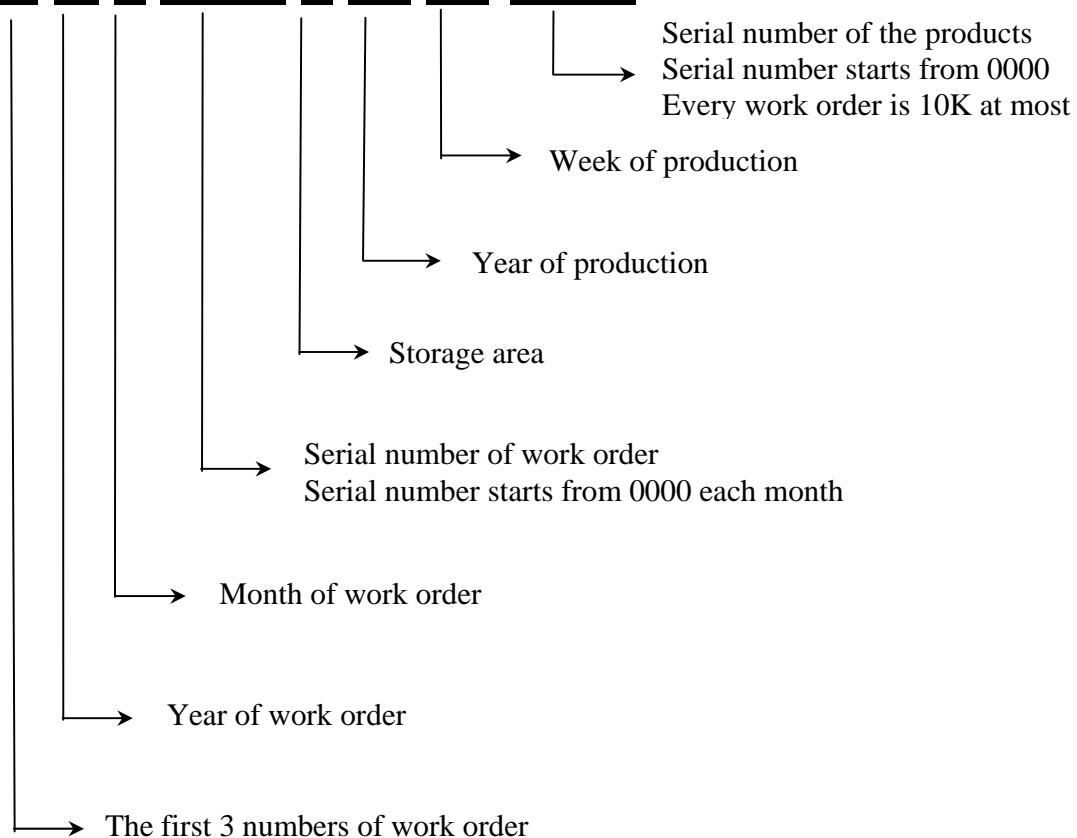 Serial number of the products
Serial number starts from 0000
Every work order is 10K at most
Week of production
Year of production
Storage area
Serial number of work order
Serial number starts from 0000 each month
Month of work order
Year of work order
The first 3 numbers of work order